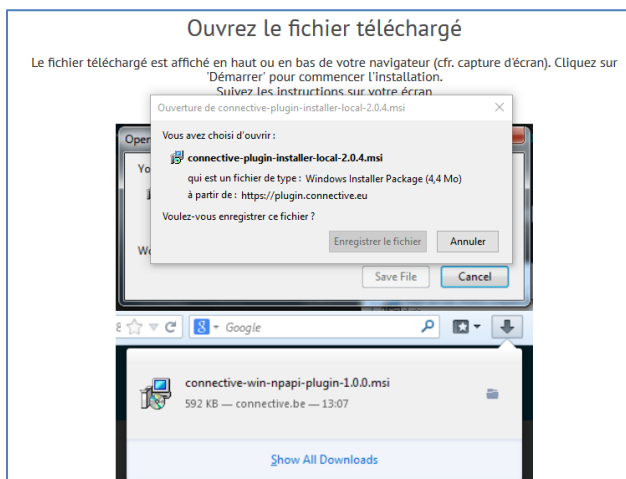 Ouvrez le fichier téléchargé
Le fichier téléchargé est affiché en haut ou en bas de votre navigateur (cfr. capture d'écran). Cliquez sur
'Démarrer' pour commencer l'installation.
Suivez les instructions sur votre écran
Ouverture de connective-plugin-installer-local-2.0.4.msi
Open
Vous avez choisi d'ouvrir :
Yo
connective-plugin-installer-local-2.0.4.msi
qui est un fichier de type : Windows Installer Package (4,4 Mo)
à partir de : https://plugin.connective.eu
Voulez-vous enregistrer ce fichier ?
Enregistrer le fichier Annuler
Wo
Save File Cancel
8 Google
connective-win-npapi-plugin-1.0.0.msi
592 KB — connective.be — 13:07
Show All Downloads